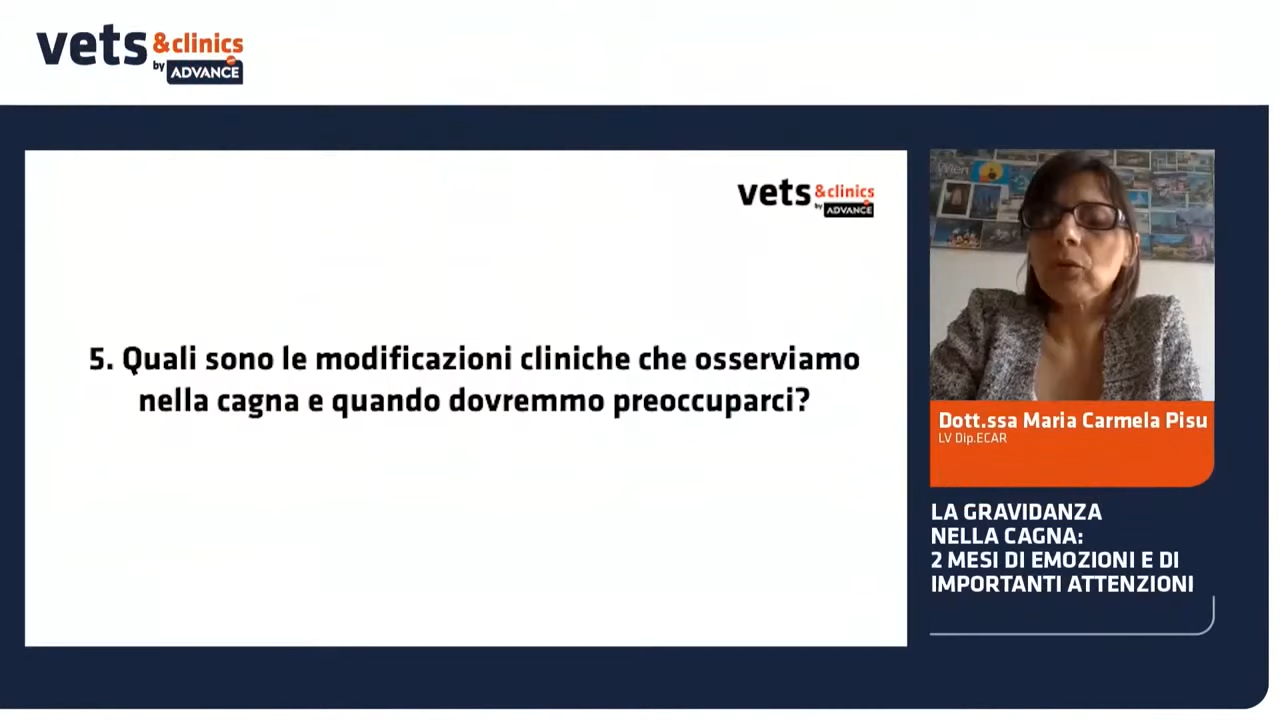 vets &clinics
by ADVANCE
vets &clinics
by ADVANCE
5. Quali sono le modificazioni cliniche che osserviamo
nella cagna e quando dovremmo preoccuparci?
Wien
Dott.ssa Maria Carmela Pisu
LV Dip.ECAR
LA GRAVIDANZA
NELLA CAGNA:
2 MESI DI EMOZIONI E DI
IMPORTANTI ATTENZIONI